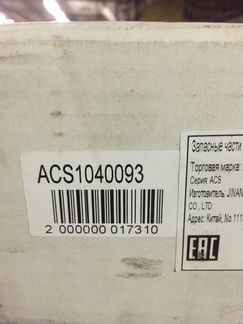 ACS1040093
2 000000 017310
Запасные части
Торговая марка:
Серия: ACS
Изготовитель: JINAN
CO., LTD.
Адрес: Китай, No.111
EAC